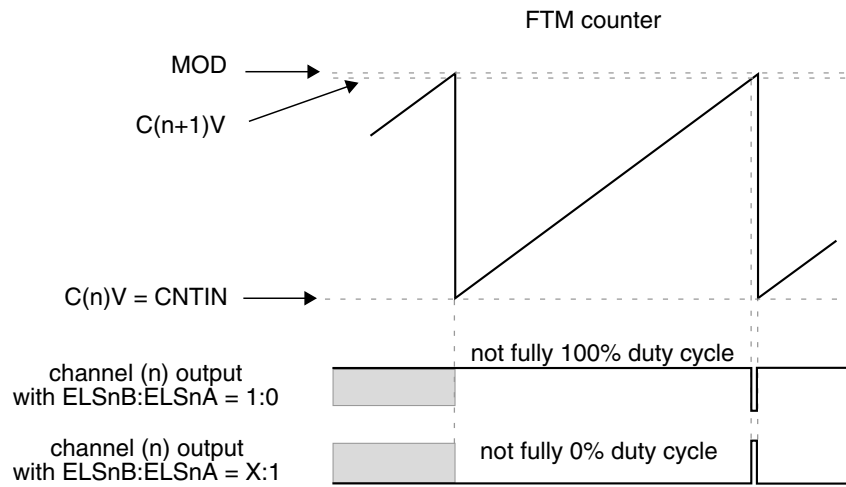 FTM counter
MOD
C(n+1)V
C(n)V = CNTIN
not fully 100% duty cycle
channel (n) output
with ELSnB:ELSnA = 1:0
channel (n) output
with ELSnB:ELSnA = X:1
not fully 0% duty cycle